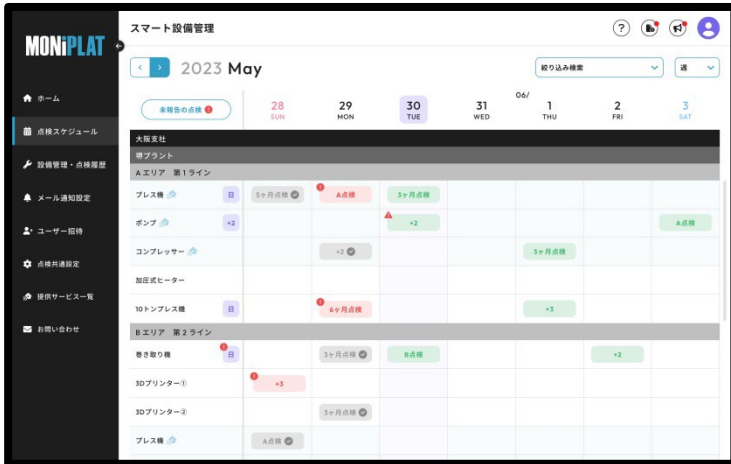 MONiPLAT
スマート設備管理
?
2023 May
絞り込み検索
週
ホーム
点検スケジュール
設備管理・点検履歴
メール通知設定
ユーザー招待
点検共通設定
提供サービス一覧
お問い合わせ
未報告の点検 !
28 SUN
29 MON
30 TUE
31 WED
06/
1 THU
2 FRI
3 SAT
大阪支社
堺プラント
Aエリア 第1ライン
プレス機 日 3ヶ月点検 ! A点検 3ヶ月点検
ポンプ +2 +2 A点検
コンプレッサー +2 3ヶ月点検
加圧式ヒーター
10トンプレス機 日 ! 6ヶ月点検 +3
Bエリア 第2ライン
巻き取り機 ! 日 3ヶ月点検 B点検 +2
3Dプリンター① ! +3
3Dプリンター② 3ヶ月点検
プレス機 A点検